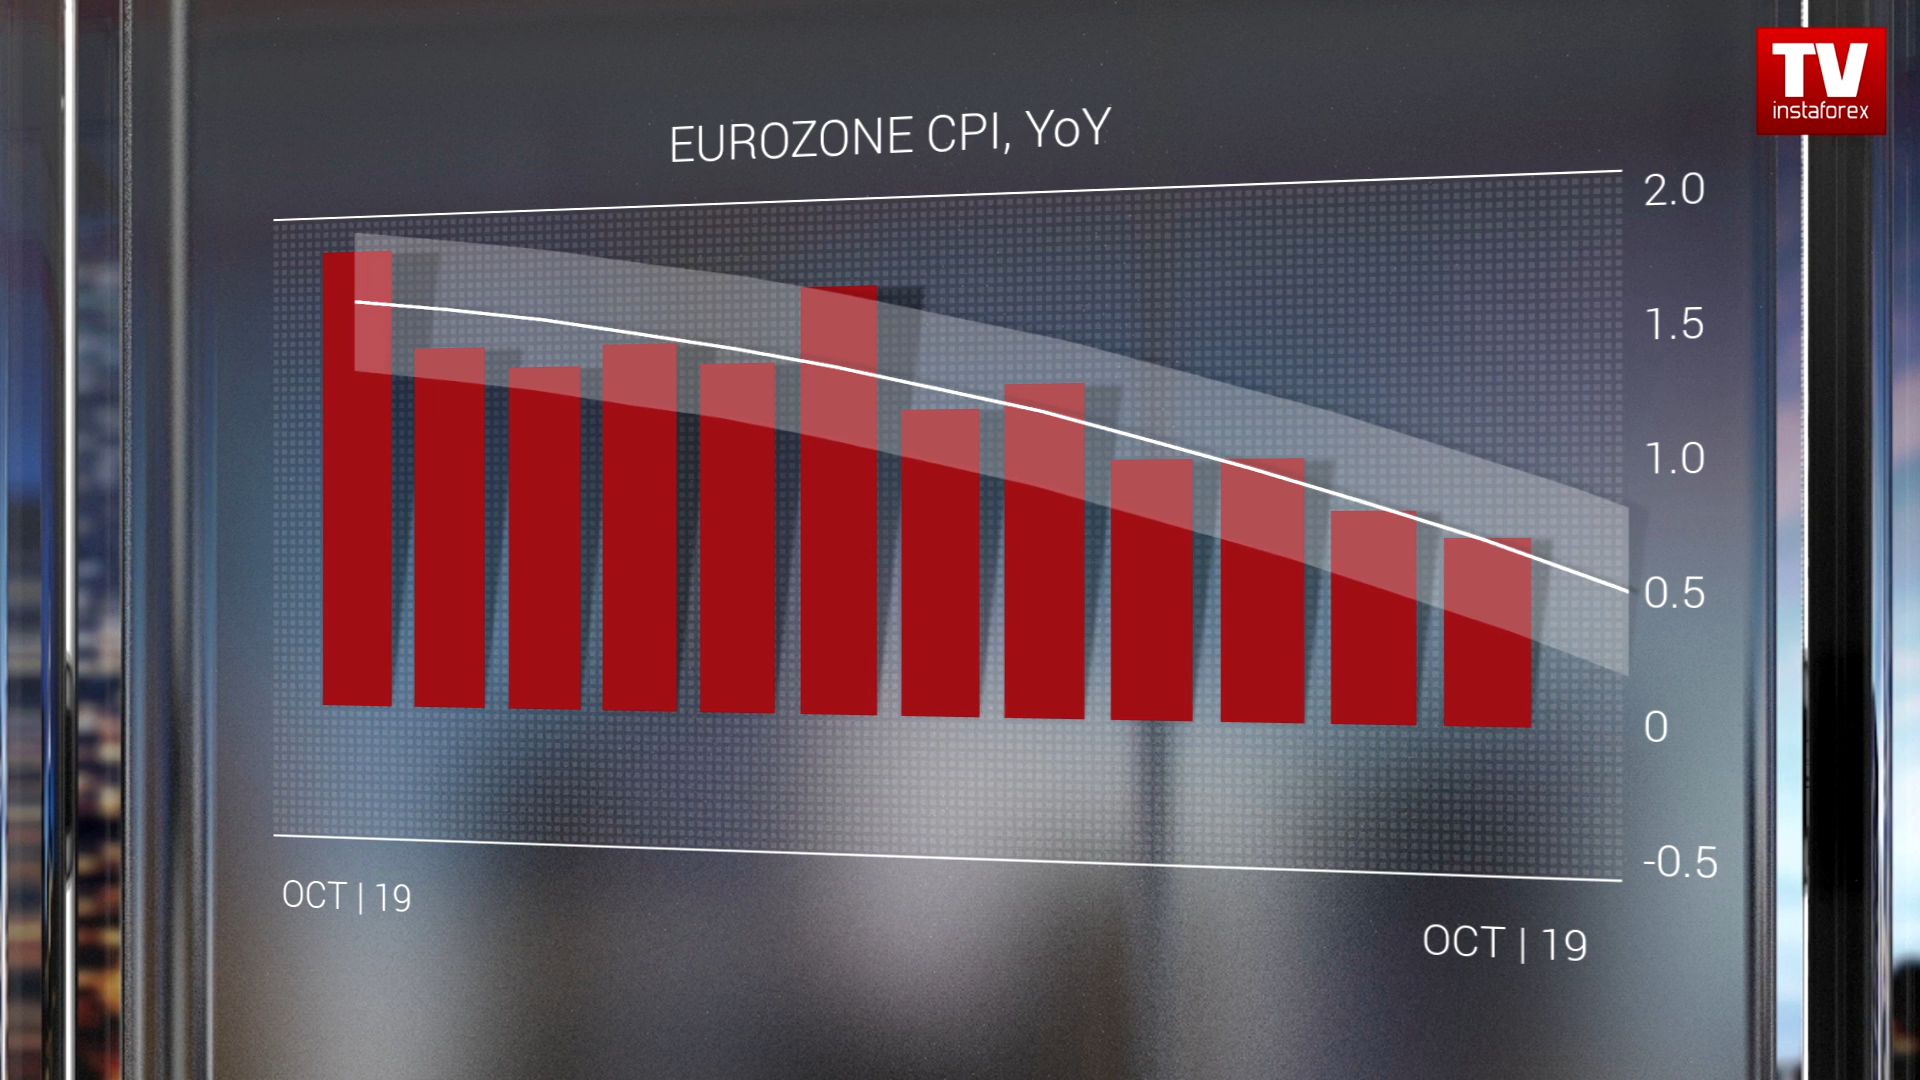 TV
instaforex
EUROZONE CPI, YoY
2.0
1.5
1.0
0.5
0
-0.5
OCT | 19
OCT | 19